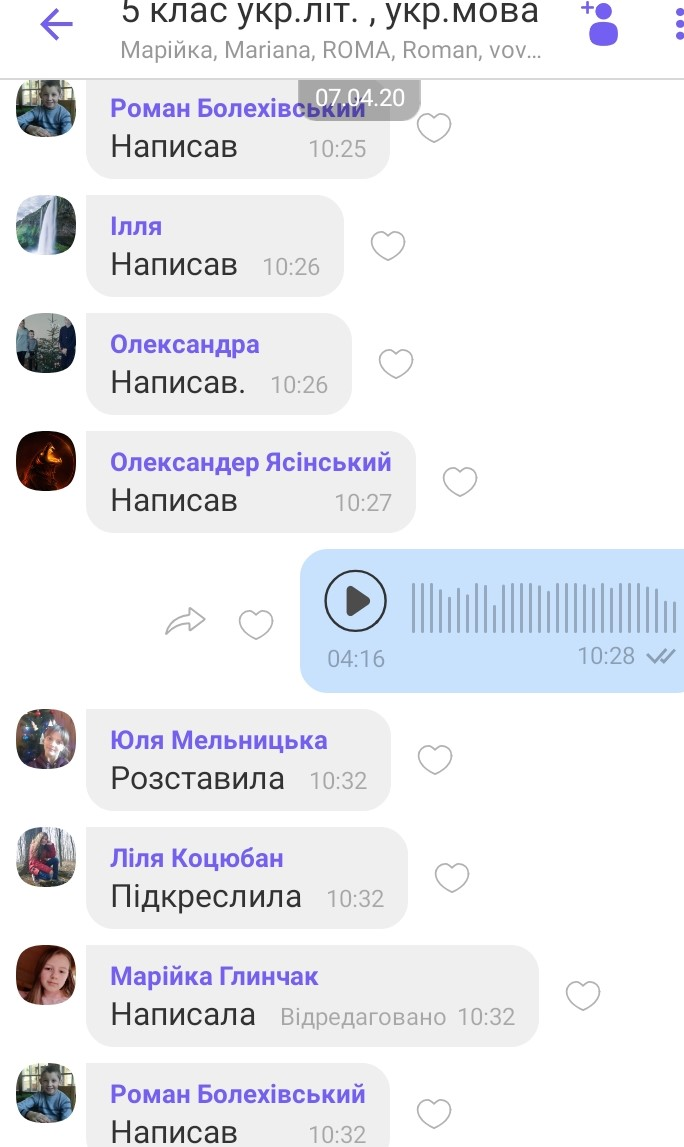 5 клас укр.літ. , укр.мова
Марійка, Mariana, ROMA, Roman, vov...
07.04.20
Роман Болехівський
Написав 10:25
Ілля
Написав 10:26
Олександра
Написав. 10:26
Олександер Ясінський
Написав 10:27
04:16 10:28
Юля Мельницька
Розставила 10:32
Ліля Коцюбан
Підкреслила 10:32
Марійка Глинчак
Написала Відредаговано 10:32
Роман Болехівський
Написав 10:32